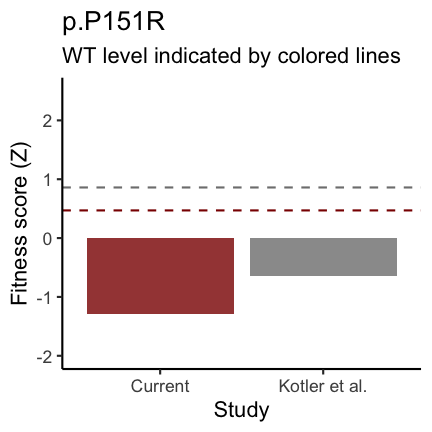 p.P151R
WT level indicated by colored lines
Fitness score (Z)
2
1
0
-1
-2
Current
Kotler et al.
Study